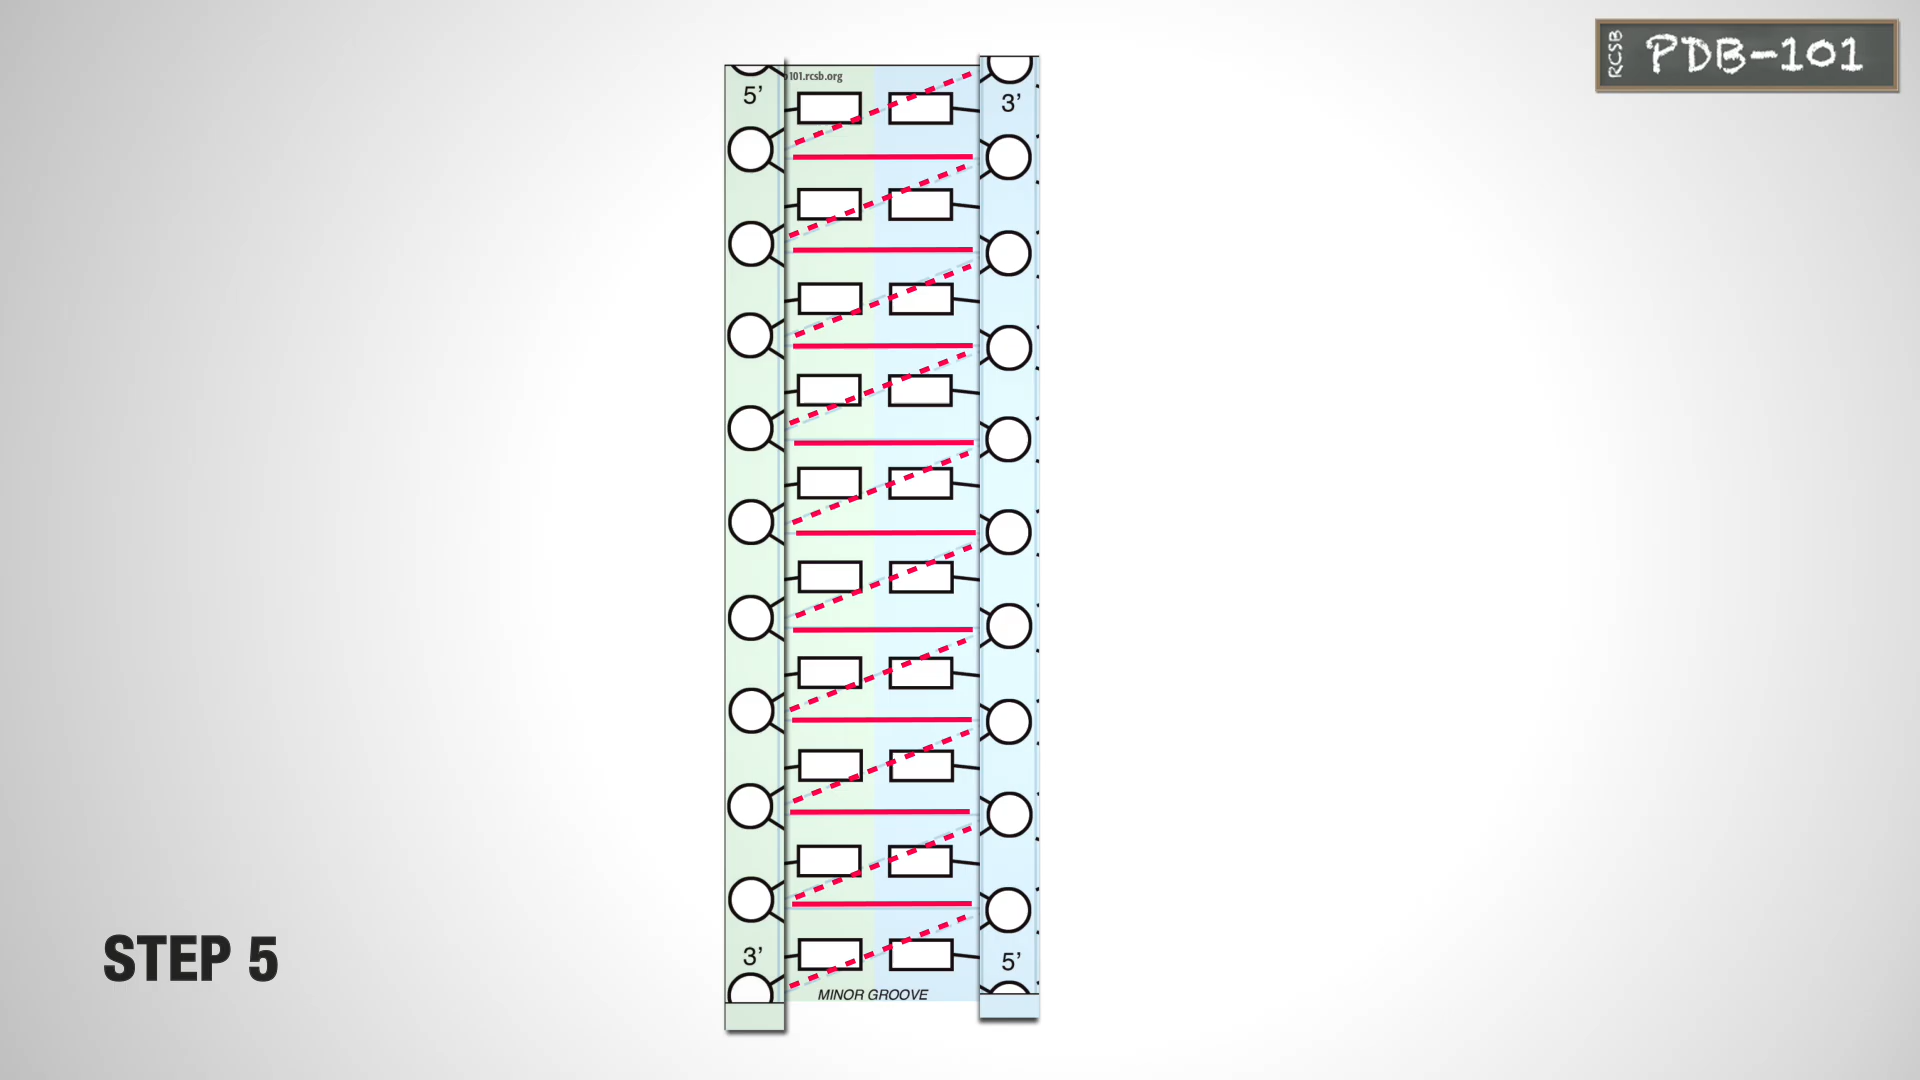 RCSB PDB-101
101.rcsb.org
5’
3’
3’
5’
MINOR GROOVE
STEP 5